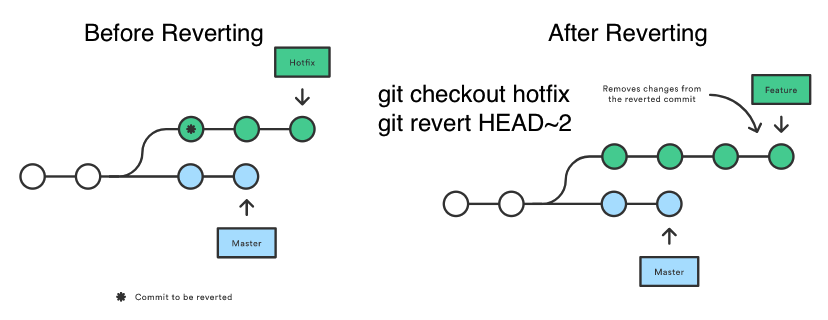 Before Reverting
Hotfix
Master
Commit to be reverted
After Reverting
git checkout hotfix
git revert HEAD~2
Removes changes from
the reverted commit
Feature
Master